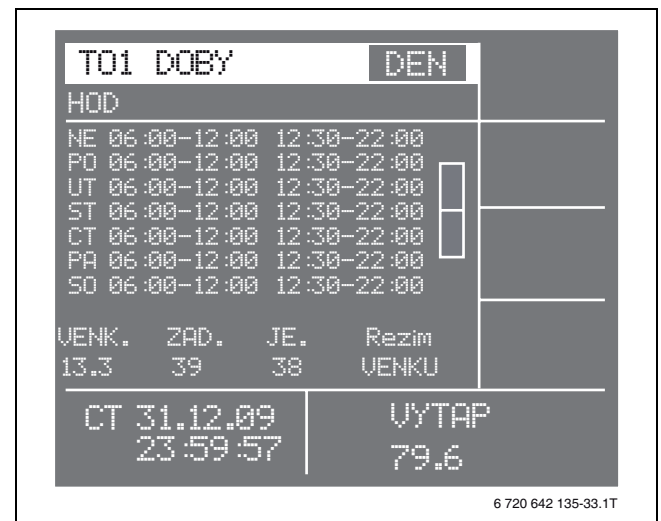 TO1 DOBY DEN
HOD
NE 06:00-12:00 12:30-22:00
PO 06:00-12:00 12:30-22:00
UT 06:00-12:00 12:30-22:00
ST 06:00-12:00 12:30-22:00
CT 06:00-12:00 12:30-22:00
PA 06:00-12:00 12:30-22:00
SO 06:00-12:00 12:30-22:00
VENK. ZAD. JE. Rezim
13.3 39 38 VENKU
CT 31.12.09 VYTAP
23:59:57 79.6
6 720 642 135-33.1T